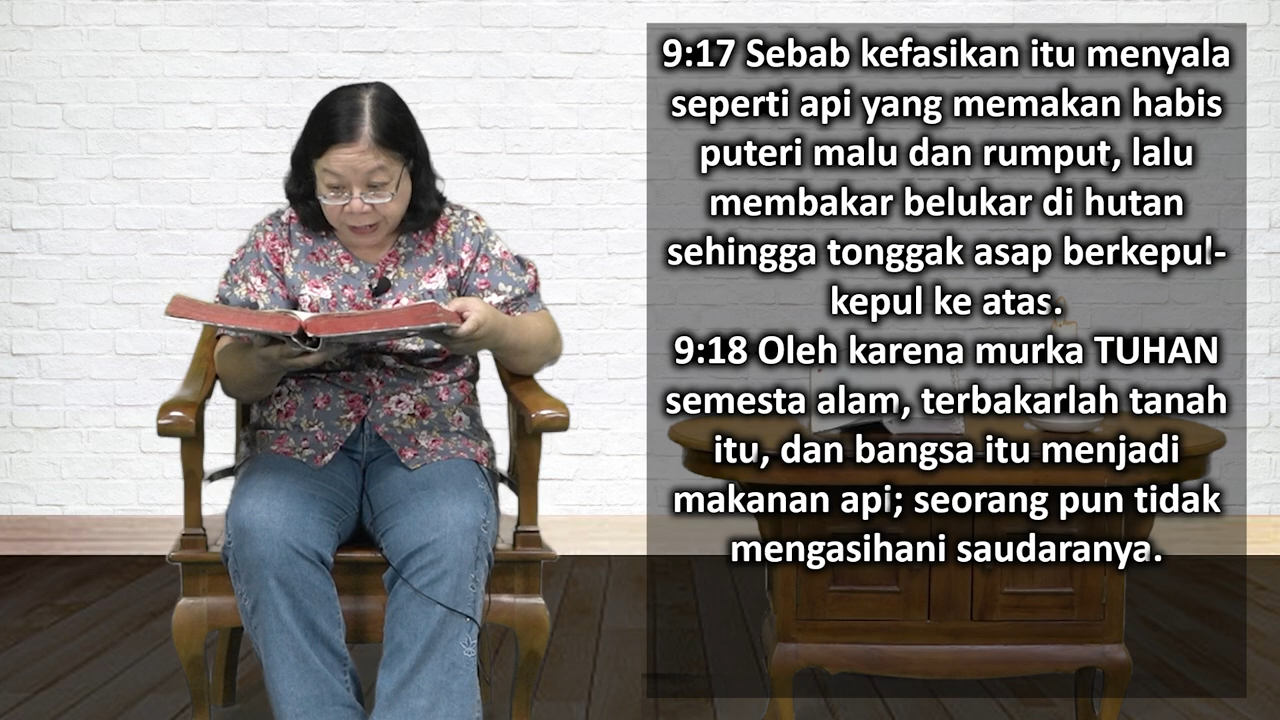 9:17 Sebab kefasikan itu menyala
seperti api yang memakan habis
puteri malu dan rumput, lalu
membakar belukar di hutan
sehingga tonggak asap berkepul-
kepul ke atas.
9:18 Oleh karena murka TUHAN
semesta alam, terbakarlah tanah
itu, dan bangsa itu menjadi
makanan api; seorang pun tidak
mengasihani saudaranya.